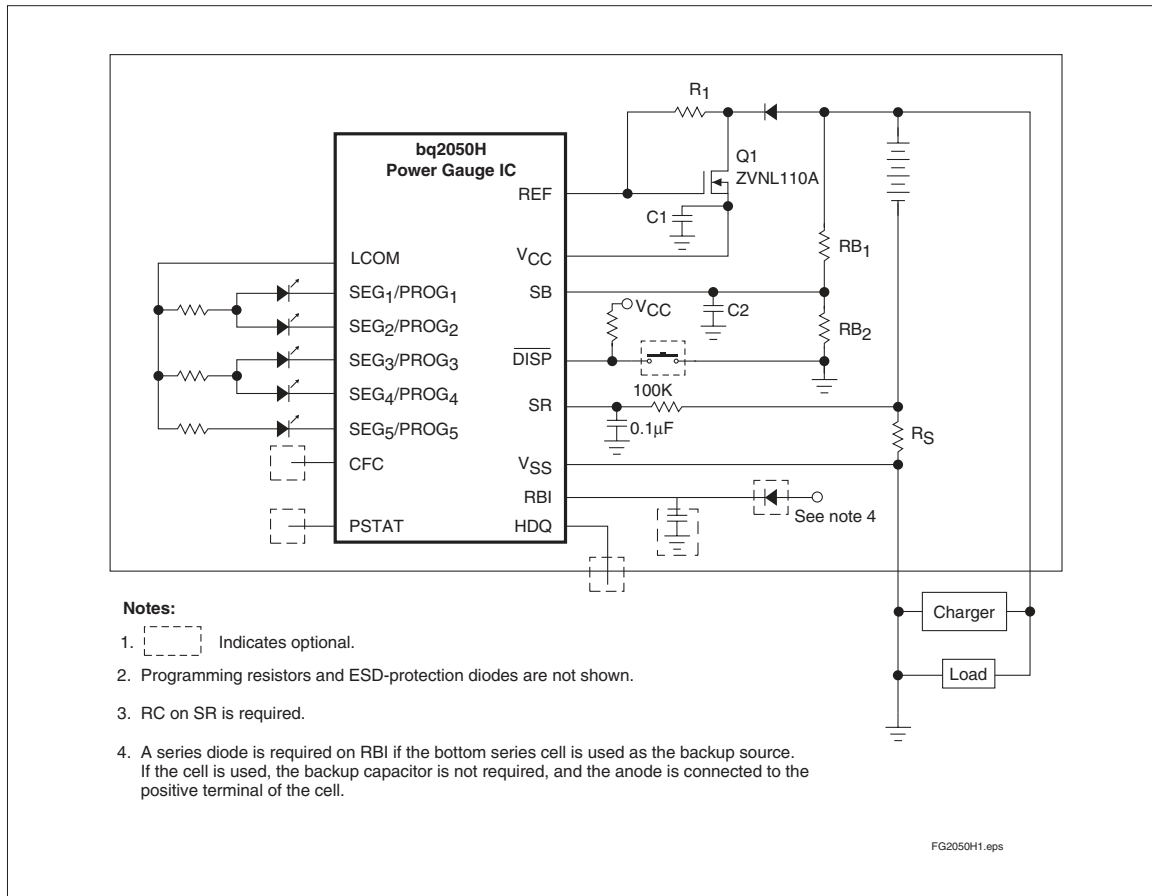 bq2050H
Power Gauge IC
REF
VCC
SB
DISP
SR
VSS
RBI
HDQ
LCOM
SEG1/PROG1
SEG2/PROG2
SEG3/PROG3
SEG4/PROG4
SEG5/PROG5
CFC
PSTAT
R1
Q1
ZVNL110A
C1
RB1
VCC
C2
RB2
100K
0.1µF
RS
See note 4
Charger
Load
Notes:
1. Indicates optional.
2. Programming resistors and ESD-protection diodes are not shown.
3. RC on SR is required.
4. A series diode is required on RBI if the bottom series cell is used as the backup source.
If the cell is used, the backup capacitor is not required, and the anode is connected to the
positive terminal of the cell.
FG2050H1.eps